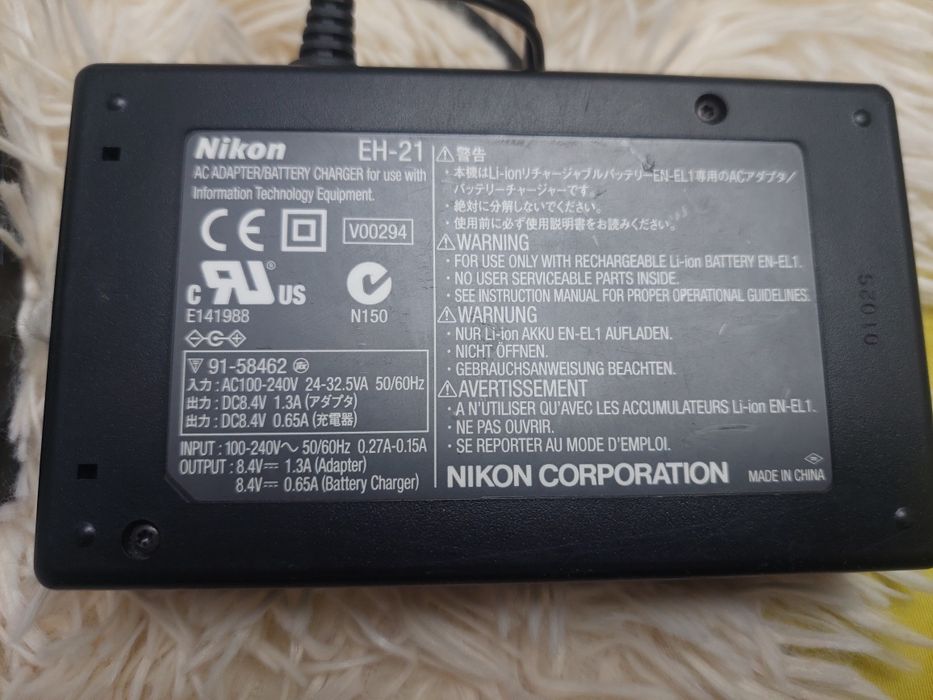 Nikon EH-21
AC ADAPTER/BATTERY CHARGER for use with
Information Technology Equipment.
CE
V00294
C RU® US
E141988
N150
91-58462
入力：AC100-240V 24-32.5VA 50/60Hz
出力：DC8.4V 1.3A (アダプタ)
出力：DC8.4V 0.65A (充電器)
INPUT : 100-240V〜 50/60Hz 0.27A-0.15A
OUTPUT : 8.4V⎓ 1.3A (Adapter)
8.4V⎓ 0.65A (Battery Charger)
⚠警告
・本機はLi-ionリチャージャブルバッテリーEN-EL1専用のACアダプタ/
バッテリーチャージャーです。
・絶対に分解しないでください。
・使用前に必ず使用説明書をお読みください。
⚠WARNING
・FOR USE ONLY WITH RECHARGEABLE Li-ion BATTERY EN-EL1.
・NO USER SERVICEABLE PARTS INSIDE.
・SEE INSTRUCTION MANUAL FOR PROPER OPERATIONAL GUIDELINES.
⚠WARNUNG
・NUR Li-ion AKKU EN-EL1 AUFLADEN.
・NICHT ÖFFNEN.
・GEBRAUCHSANWEISUNG BEACHTEN.
⚠AVERTISSEMENT
・A N'UTILISER QU'AVEC LES ACCUMULATEURS Li-ion EN-EL1.
・NE PAS OUVRIR.
・SE REPORTER AU MODE D'EMPLOI.
NIKON CORPORATION MADE IN CHINA